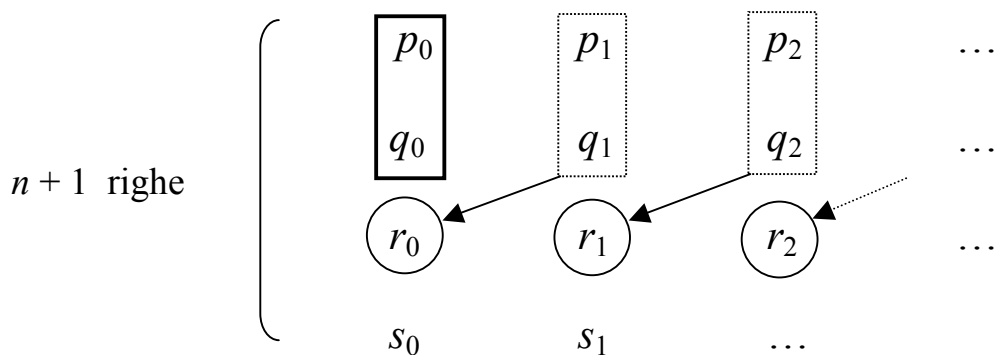 p₀ p₁ p₂ …
q₀ q₁ q₂ …
n + 1 righe
r₀ r₁ r₂ …
s₀ s₁ …